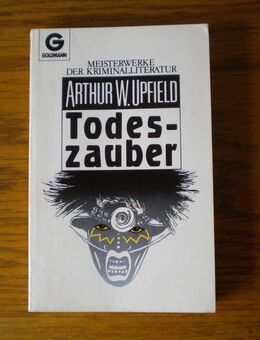 G
GOLDMANN
MEISTERWERKE
DER KRIMINALLITERATUR
ARTHUR W. UPFIELD
Todes-
zauber